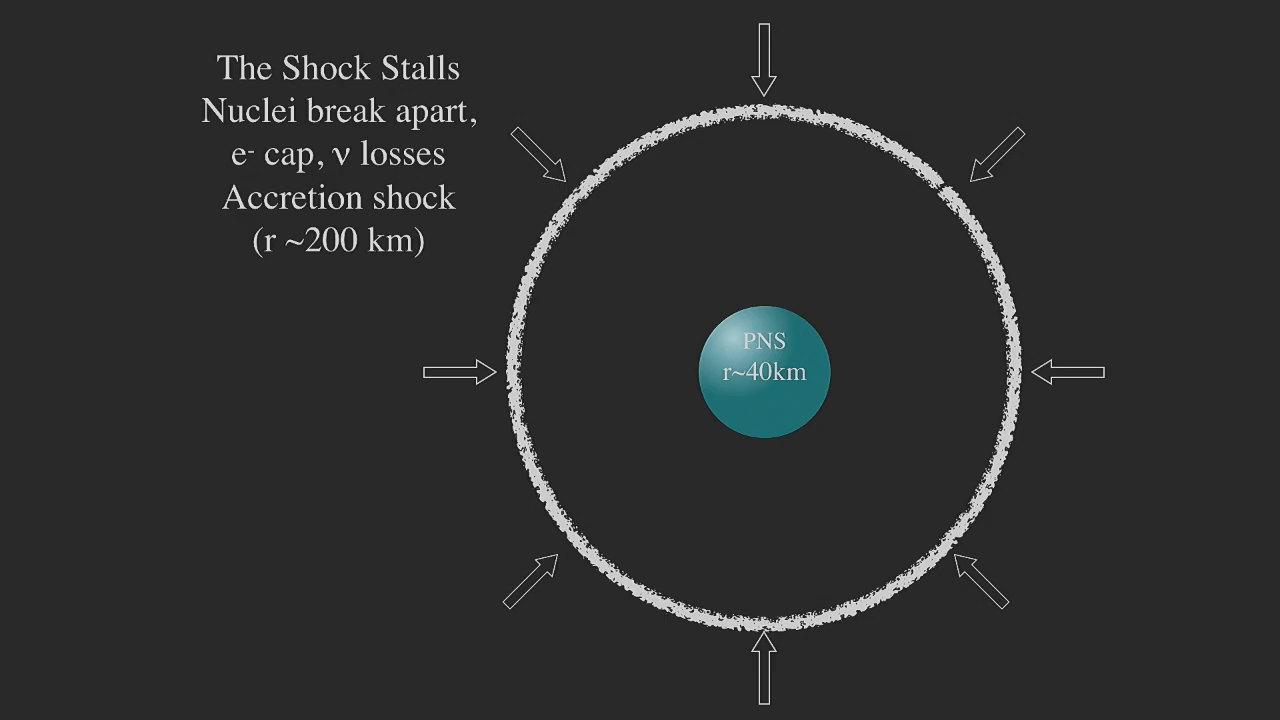 The Shock Stalls
Nuclei break apart,
e- cap, ν losses
Accretion shock
(r ~200 km)
PNS
r~40km